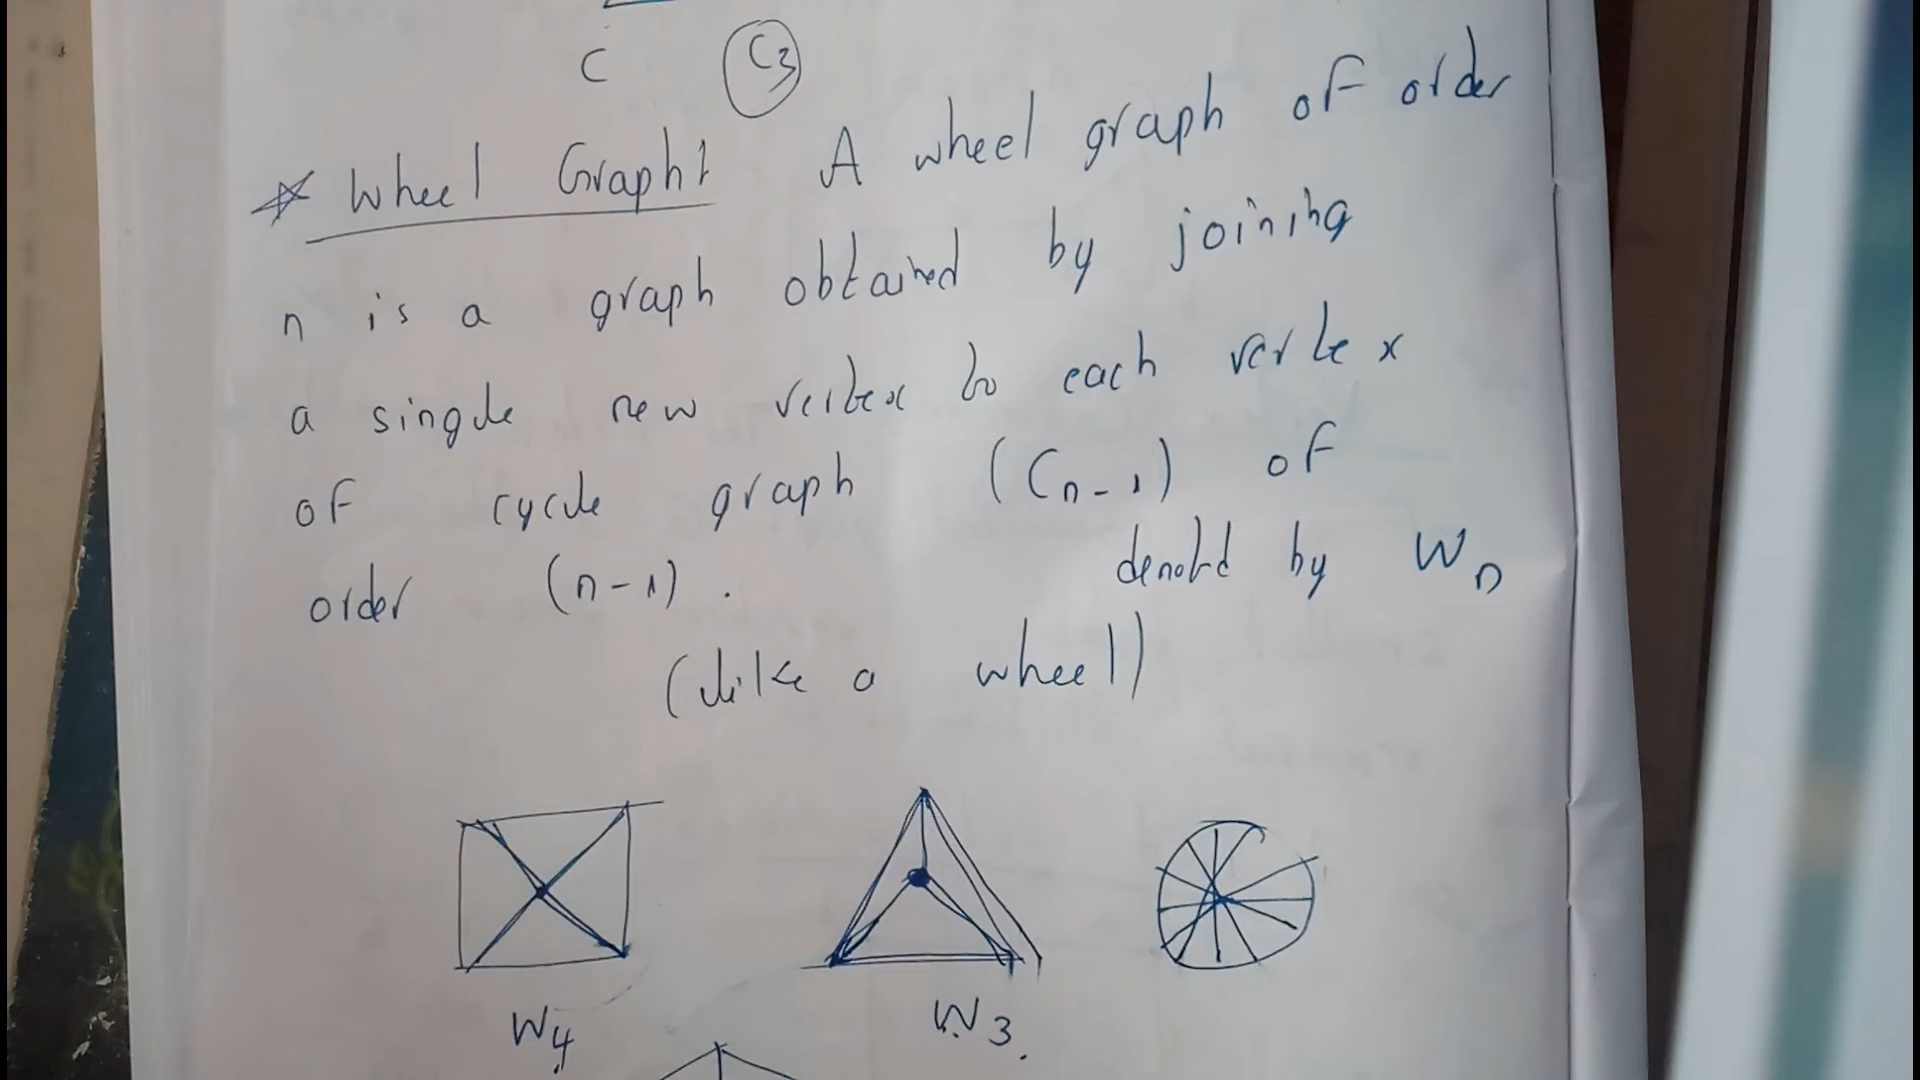 C C3
* Wheel Graph: A wheel graph of order
n is a graph obtained by joining
a single new vertex to each vertex
of cycle graph (Cn-1) of
order (n-1). denoted by Wn
(like a wheel)
W4 W3.